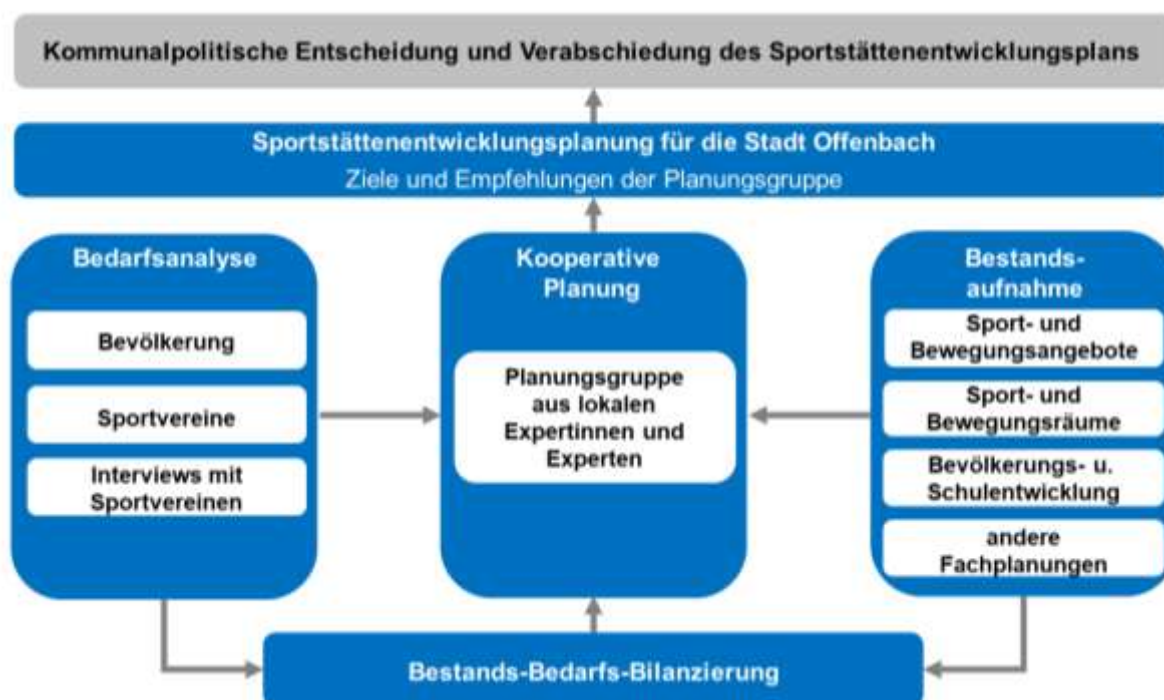 Kommunalpolitische Entscheidung und Verabschiedung des Sportstättenentwicklungsplans
Sportstättenentwicklungsplanung für die Stadt Offenbach
Ziele und Empfehlungen der Planungsgruppe
Bedarfsanalyse
Bevölkerung
Sportvereine
Interviews mit
Sportvereinen
Kooperative
Planung
Planungsgruppe
aus lokalen
Expertinnen und
Experten
Bestands-
aufnahme
Sport- und
Bewegungsangebote
Sport- und
Bewegungsräume
Bevölkerungs- u.
Schulentwicklung
andere
Fachplanungen
Bestands-Bedarfs-Bilanzierung